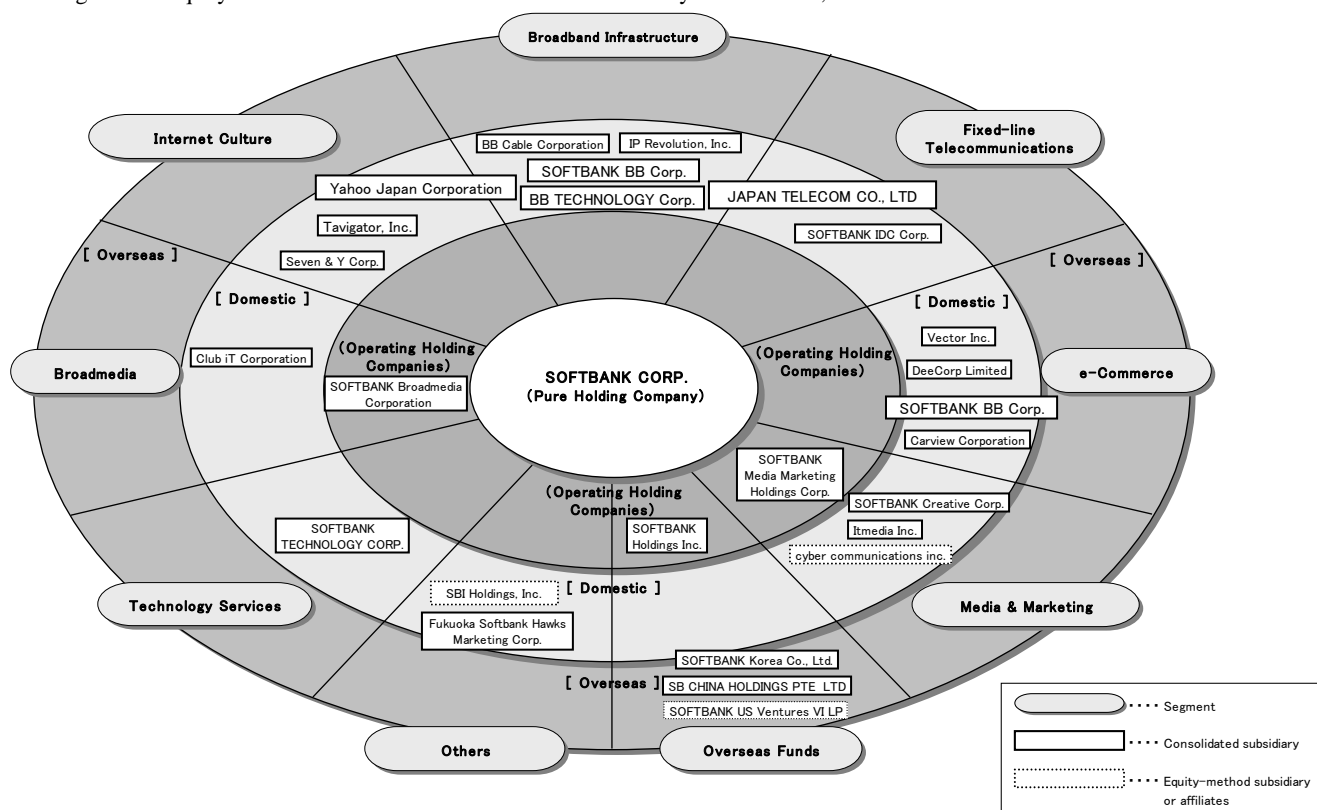 Broadband Infrastructure
Internet Culture
Fixed-line
Telecommunications
BB Cable Corporation
IP Revolution, Inc.
SOFTBANK BB Corp.
Yahoo Japan Corporation
BB TECHNOLOGY Corp.
JAPAN TELECOM CO., LTD
Tavigator, Inc.
SOFTBANK IDC Corp.
Seven & Y Corp.
[ Overseas ]
[ Overseas ]
[ Domestic ]
[ Domestic ]
Vector Inc.
Club iT Corporation
(Operating Holding
Companies)
(Operating Holding
Companies)
DeeCorp Limited
Broadmedia
SOFTBANK Broadmedia
Corporation
SOFTBANK CORP.
(Pure Holding Company)
e-Commerce
SOFTBANK BB Corp.
Carview Corporation
SOFTBANK
Media Marketing
Holdings Corp.
(Operating Holding
Companies)
SOFTBANK Creative Corp.
SOFTBANK
TECHNOLOGY CORP.
SOFTBANK
Holdings Inc.
Itmedia Inc.
cyber communications inc.
SBI Holdings, Inc.
[ Domestic ]
Technology Services
Media & Marketing
Fukuoka Softbank Hawks
Marketing Corp.
SOFTBANK Korea Co., Ltd.
[ Overseas ]
SB CHINA HOLDINGS PTE LTD
SOFTBANK US Ventures VI LP
Others
Overseas Funds
···· Segment
···· Consolidated subsidiary
···· Equity-method subsidiary
or affiliates